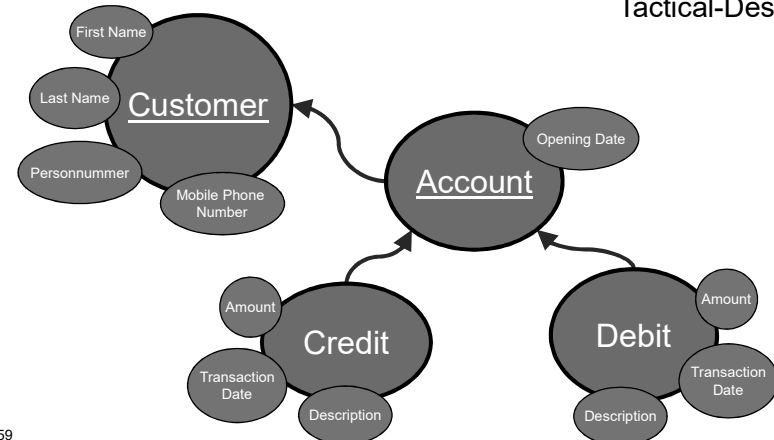 Tactical-Des
First Name
Last Name
Customer
Personnummer
Mobile Phone
Number
Opening Date
Account
Amount
Credit
Transaction
Date
Description
Amount
Debit
Transaction
Date
Description
59